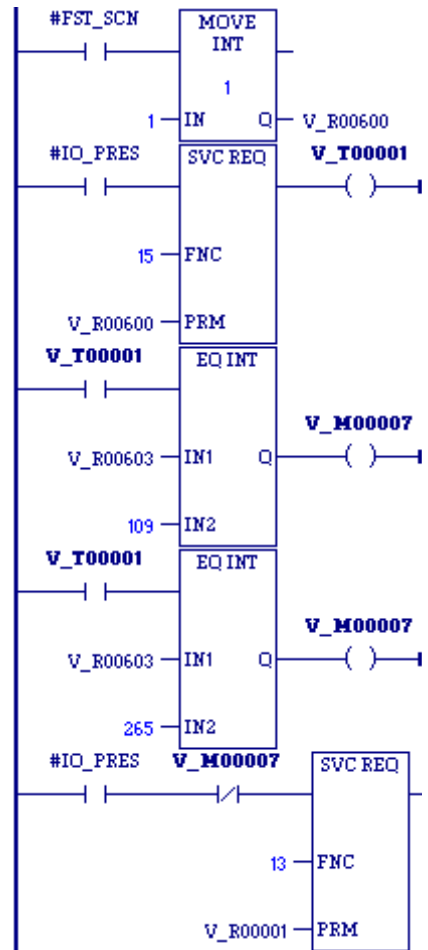 #FST_SCN
MOVE
INT
1
1 IN Q V_R00600
#IO_PRES SVC REQ V_T00001
15 FNC
V_R00600 PRM
V_T00001 EQ INT
V_M00007
V_R00603 IN1 Q
109 IN2
V_T00001 EQ INT
V_M00007
V_R00603 IN1 Q
265 IN2
#IO_PRES V_M00007 SVC REQ
13 FNC
V_R00001 PRM